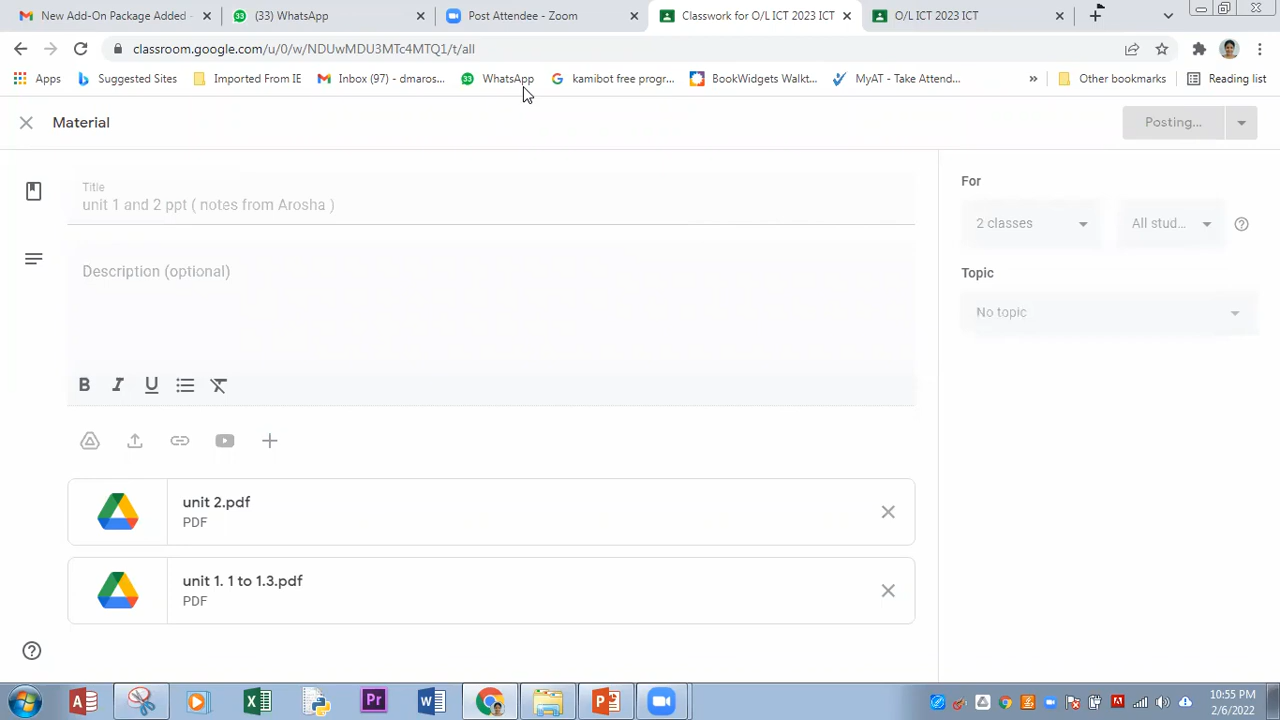 New Add-On Package Added
(33) WhatsApp
Post Attendee - Zoom
Classwork for O/L ICT 2023 ICT
O/L ICT 2023 ICT
classroom.google.com/u/0/w/NDUwMDU3MTc4MTQ1/t/all
Apps
Suggested Sites
Imported From IE
Inbox (97) - dmaros...
WhatsApp
kamibot free progr...
BookWidgets Walkt...
MyAT - Take Attend...
»
Other bookmarks
Reading list
Material
Posting...
Title
unit 1 and 2 ppt ( notes from Arosha )
For
2 classes
All stud...
Description (optional)
Topic
No topic
B I U
unit 2.pdf
PDF
unit 1. 1 to 1.3.pdf
PDF
Pr
10:55 PM
2/6/2022